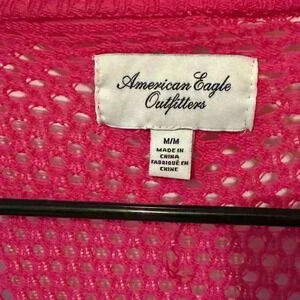 American Eagle
Outfitters
M/M
MADE IN
CHINA
FABRIQUÉ EN
CHINE